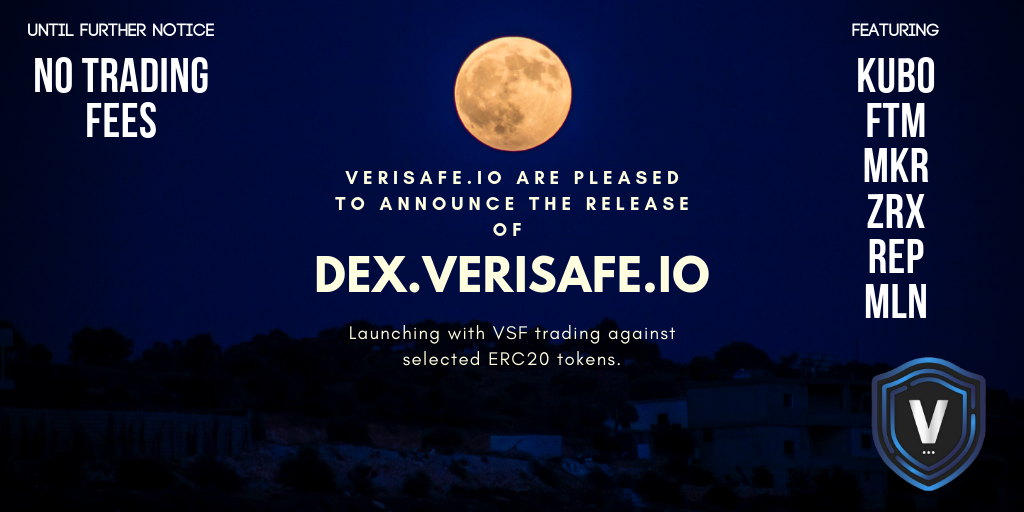 UNTIL FURTHER NOTICE
NO TRADING
FEES
VERISAFE.IO ARE PLEASED
TO ANNOUNCE THE RELEASE
OF
DEX.VERISAFE.IO
Launching with VSF trading against
selected ERC20 tokens.
FEATURING
KUBO
FTM
MKR
ZRX
REP
MLN
V